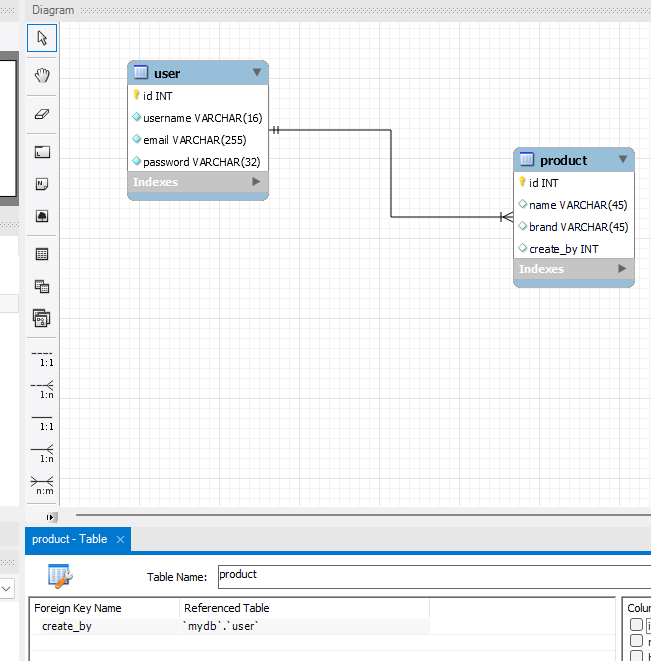 Diagram
user
id INT
username VARCHAR(16)
email VARCHAR(255)
password VARCHAR(32)
Indexes
product
id INT
name VARCHAR(45)
brand VARCHAR(45)
create_by INT
Indexes
1:1
1:n
1:1
1:n
n:m
product - Table
Table Name: product
Foreign Key Name Referenced Table
create_by `mydb`.`user`